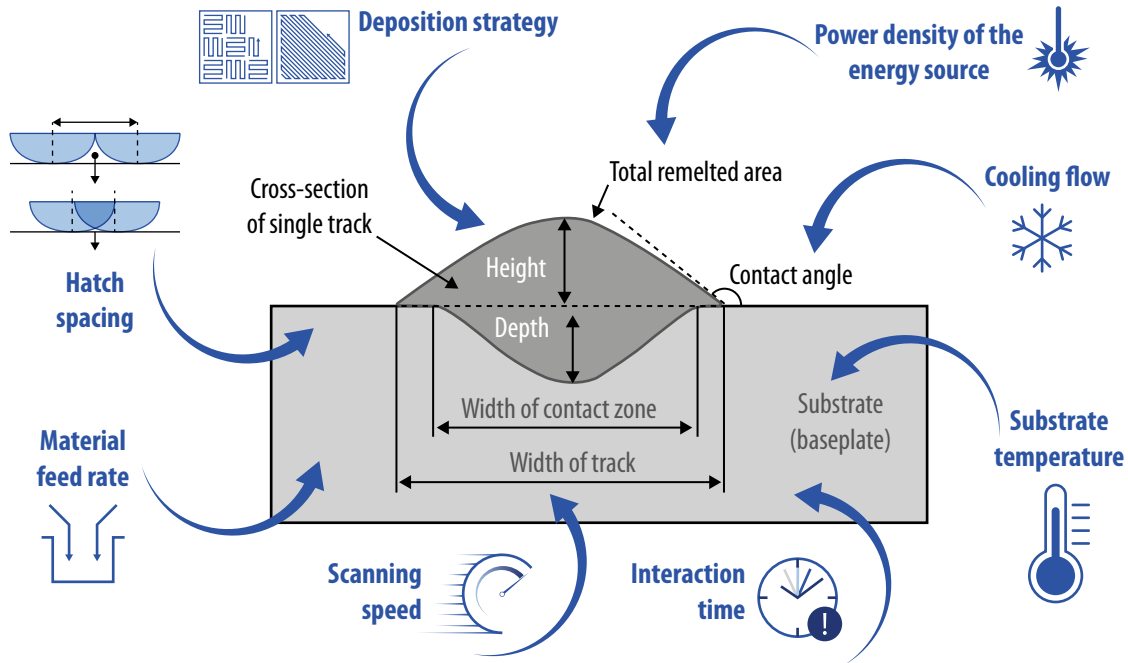 Deposition strategy
Power density of the
energy source
Total remelted area
Cross-section
of single track
Cooling flow
Height
Contact angle
Hatch
spacing
Depth
Width of contact zone
Substrate
(baseplate)
Substrate
temperature
Material
feed rate
Width of track
Scanning
speed
Interaction
time
!